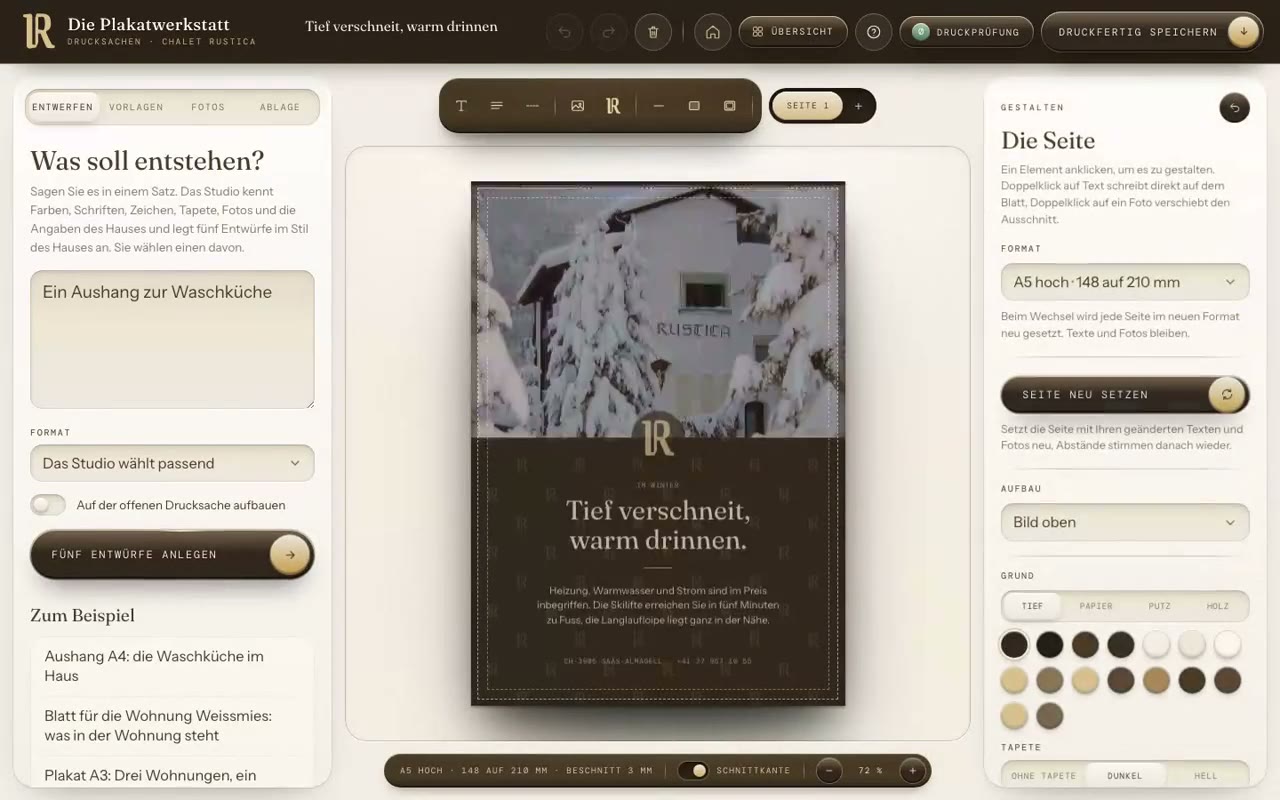 Die Plakatwerkstatt
DRUCKSACHEN · CHALET RUSTICA
Tief verschneit, warm drinnen
ÜBERSICHT
0 DRUCKPRÜFUNG
DRUCKFERTIG SPEICHERN
ENTWERFEN VORLAGEN FOTOS ABLAGE
Was soll entstehen?
Sagen Sie es in einem Satz. Das Studio kennt
Farben, Schriften, Zeichen, Tapete, Fotos und die
Angaben des Hauses und legt fünf Entwürfe im Stil
des Hauses an. Sie wählen einen davon.
Ein Aushang zur Waschküche
FORMAT
Das Studio wählt passend
Auf der offenen Drucksache aufbauen
FÜNF ENTWÜRFE ANLEGEN
Zum Beispiel
Aushang A4: die Waschküche im
Haus
Blatt für die Wohnung Weissmies:
was in der Wohnung steht
Plakat A3: Drei Wohnungen, ein
SEITE 1 +
RUSTICA
IM WINTER
Tief verschneit,
warm drinnen.
Heizung, Warmwasser und Strom sind im Preis
inbegriffen. Die Skilifte erreichen Sie in fünf Minuten
zu Fuss, die Langlaufloipe liegt ganz in der Nähe.
A5 HOCH · 148 AUF 210 MM · BESCHNITT 3 MM
SCHNITTKANTE
72 %
GESTALTEN
Die Seite
Ein Element anklicken, um es zu gestalten.
Doppelklick auf Text schreibt direkt auf dem
Blatt, Doppelklick auf ein Foto verschiebt den
Ausschnitt.
FORMAT
A5 hoch · 148 auf 210 mm
Beim Wechsel wird jede Seite im neuen Format
neu gesetzt. Texte und Fotos bleiben.
SEITE NEU SETZEN
Setzt die Seite mit Ihren geänderten Texten und
Fotos neu, Abstände stimmen danach wieder.
AUFBAU
Bild oben
GRUND
TIEF PAPIER PUTZ HOLZ
TAPETE
OHNE TAPETE DUNKEL HELL